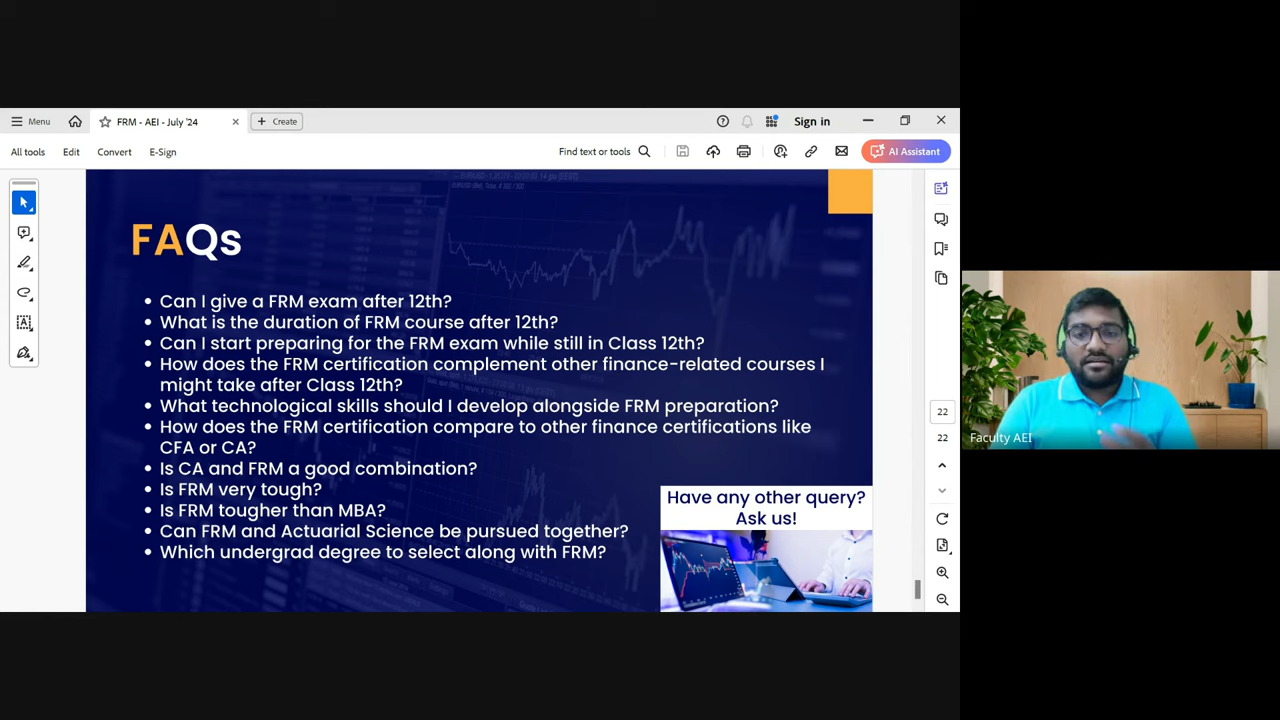 Menu
FRM - AEI - July '24
Create
Sign in
All tools
Edit
Convert
E-Sign
Find text or tools
AI Assistant
FAQs
• Can I give a FRM exam after 12th?
• What is the duration of FRM course after 12th?
• Can I start preparing for the FRM exam while still in Class 12th?
• How does the FRM certification complement other finance-related courses I
might take after Class 12th?
• What technological skills should I develop alongside FRM preparation?
• How does the FRM certification compare to other finance certifications like
CFA or CA?
• Is CA and FRM a good combination?
• Is FRM very tough?
• Is FRM tougher than MBA?
• Can FRM and Actuarial Science be pursued together?
• Which undergrad degree to select along with FRM?
Have any other query?
Ask us!
22
22
Faculty AEI